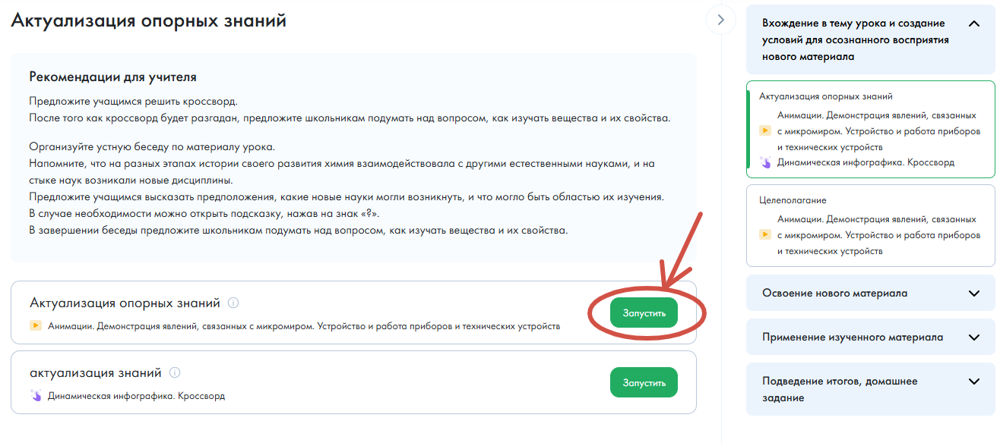 Актуализация опорных знаний
Рекомендации для учителя
Предложите учащимся решить кроссворд.
После того как кроссворд будет разгадан, предложите школьникам подумать над вопросом, как изучать вещества и их свойства.
Организуйте устную беседу по материалу урока.
Напомните, что на разных этапах истории своего развития химия взаимодействовала с другими естественными науками, и на
стыке наук возникали новые дисциплины.
Предложите учащимся высказать предположения, какие новые науки могли возникнуть, и что могло быть областью их изучения.
В случае необходимости можно открыть подсказку, нажав на знак «?».
В завершении беседы предложите школьникам подумать над вопросом, как изучать вещества и их свойства.
Актуализация опорных знаний
Анимации. Демонстрация явлений, связанных с микромиром. Устройство и работа приборов и технических устройств
Запустить
актуализация знаний
Динамическая инфографика. Кроссворд
Запустить
Вхождение в тему урока и создание
условий для осознанного восприятия
нового материала
Актуализация опорных знаний
Анимации. Демонстрация явлений, связанных
с микромиром. Устройство и работа приборов
и технических устройств
Динамическая инфографика. Кроссворд
Целеполагание
Анимации. Демонстрация явлений, связанных
с микромиром. Устройство и работа приборов
и технических устройств
Освоение нового материала
Применение изученного материала
Подведение итогов, домашнее
задание